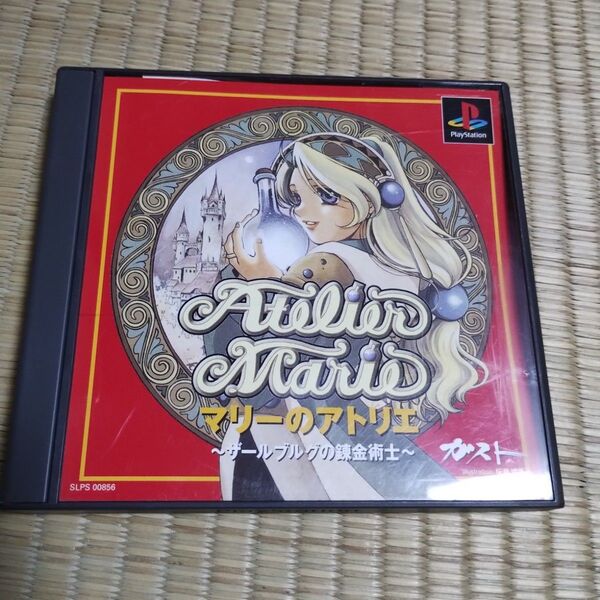 PlayStation
Atelier
Marie
マリーのアトリエ
～ザールブルグの錬金術士～
ガスト
Illustration
SLPS 00856